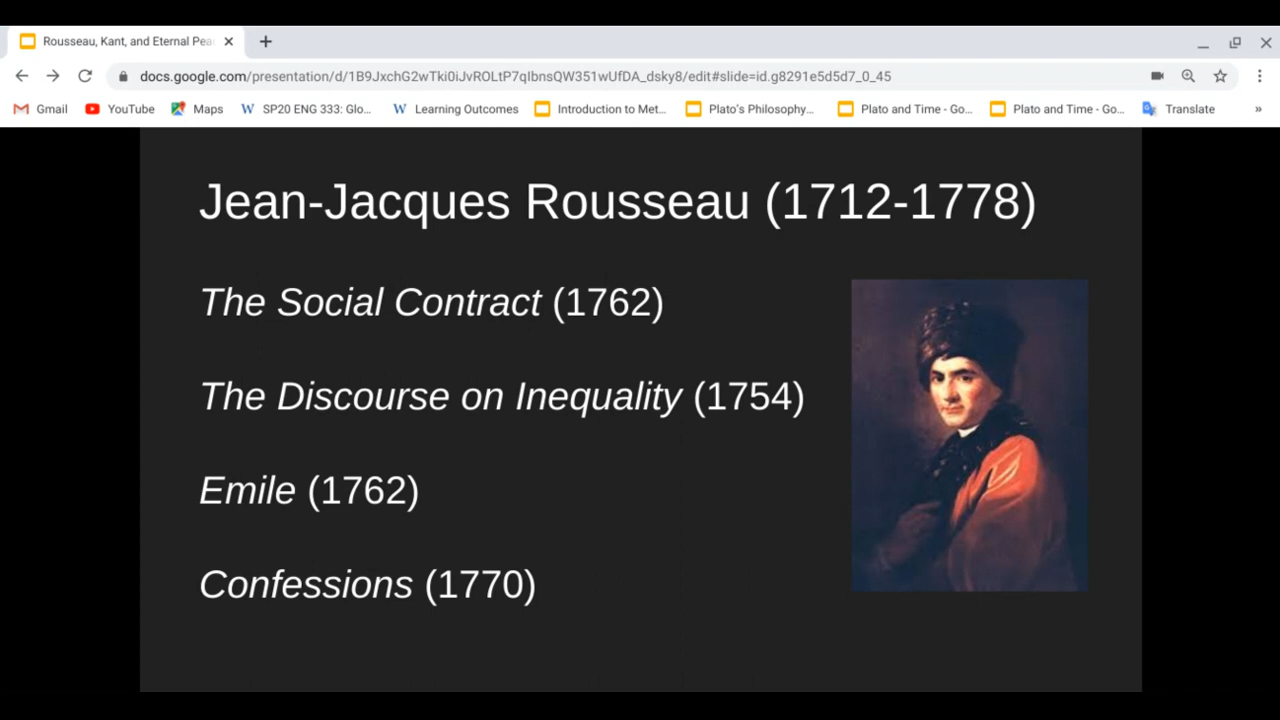 Rousseau, Kant, and Eternal Pea
docs.google.com/presentation/d/1B9JxchG2wTki0iJvROLtP7qIbnsQW351wUfDA_dsky8/edit#slide=id.g8291e5d5d7_0_45
Gmail YouTube Maps SP20 ENG 333: Glo... Learning Outcomes Introduction to Met... Plato's Philosophy... Plato and Time - Go... Plato and Time - Go... Translate »
Jean-Jacques Rousseau (1712-1778)
The Social Contract (1762)
The Discourse on Inequality (1754)
Emile (1762)
Confessions (1770)